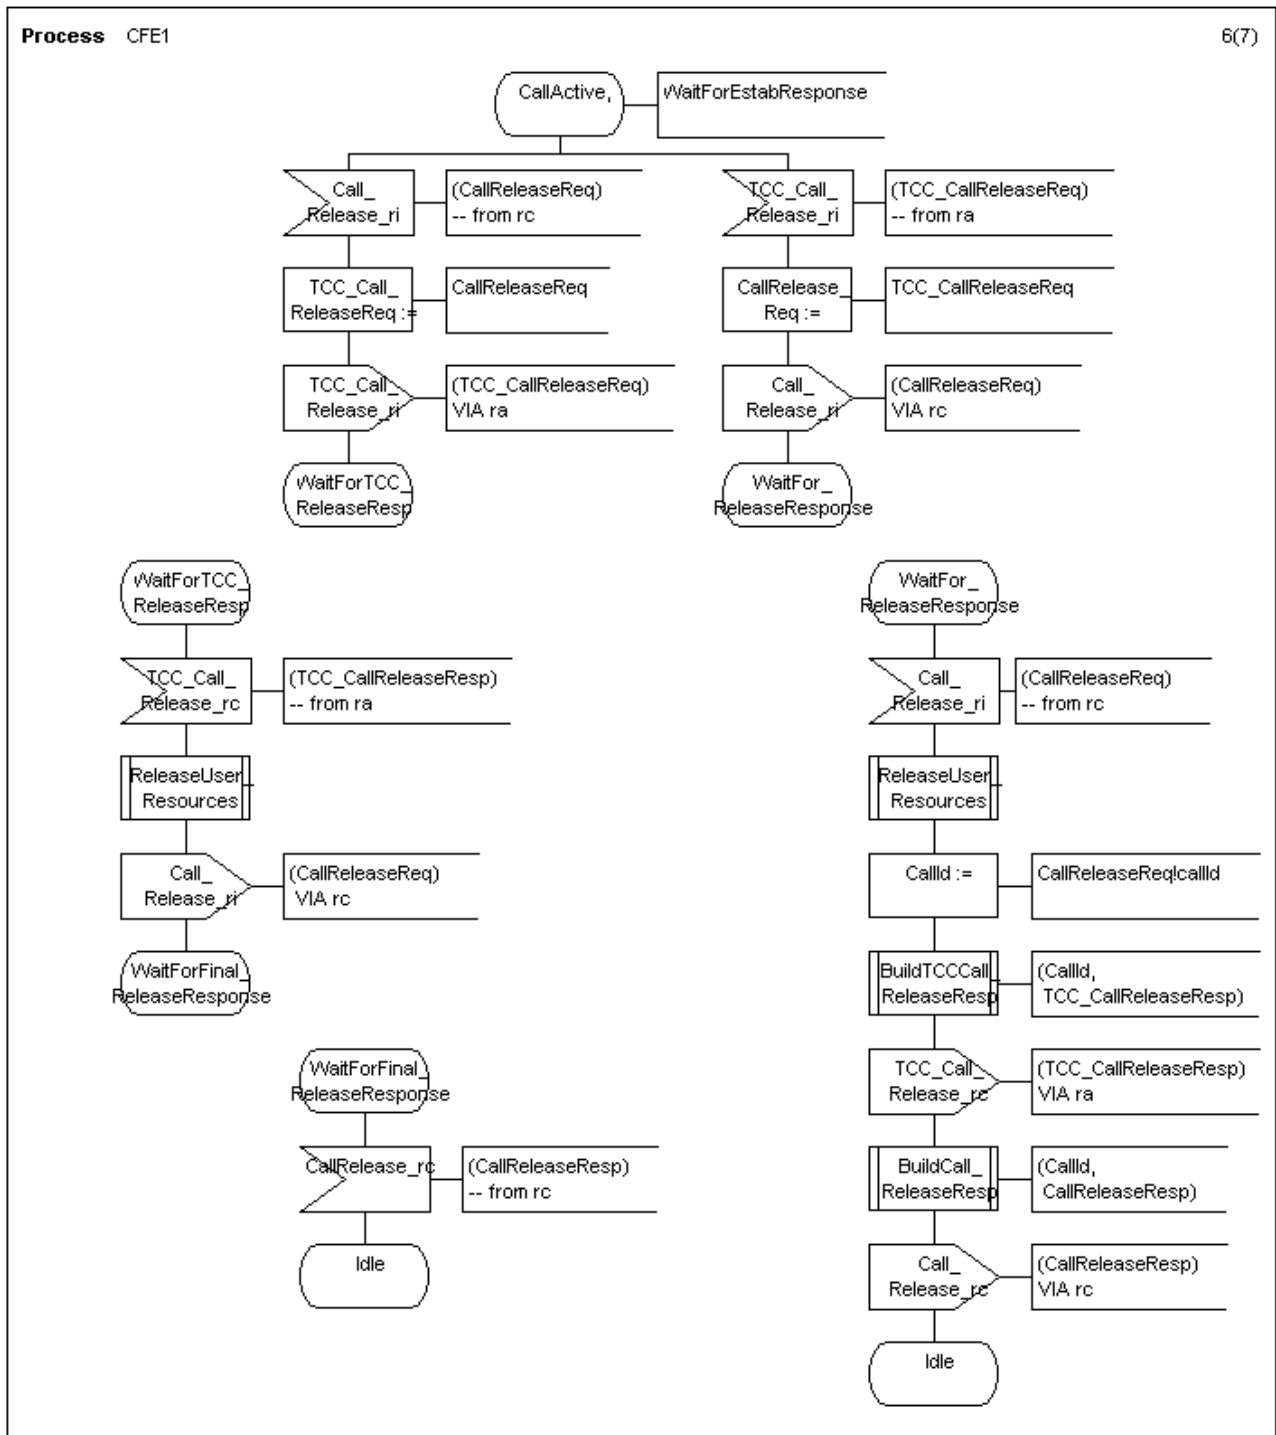 Process CFE1 6(7)
CallActive, WaitForEstabResponse
Call_
Release_ri
(CallReleaseReq)
-- from rc
TCC_Call_
Release_ri
(TCC_CallReleaseReq)
-- from ra
TCC_Call_
ReleaseReq :=
CallReleaseReq
CallRelease_
Req :=
TCC_CallReleaseReq
TCC_Call_
Release_ri
(TCC_CallReleaseReq)
VIA ra
Call_
Release_ri
(CallReleaseReq)
VIA rc
WaitForTCC_
ReleaseResp
WaitFor_
ReleaseResponse
WaitForTCC_
ReleaseResp
TCC_Call_
Release_rc
(TCC_CallReleaseResp)
-- from ra
ReleaseUser_
Resources
Call_
Release_ri
(CallReleaseReq)
VIA rc
WaitForFinal_
ReleaseResponse
WaitForFinal_
ReleaseResponse
CallRelease_rc
(CallReleaseResp)
-- from rc
Idle
WaitFor_
ReleaseResponse
Call_
Release_ri
(CallReleaseReq)
-- from rc
ReleaseUser_
Resources
CallId :=
CallReleaseReq!callId
BuildTCCCall_
ReleaseResp
(CallId,
TCC_CallReleaseResp)
TCC_Call_
Release_rc
(TCC_CallReleaseResp)
VIA ra
BuildCall_
ReleaseResp
(CallId,
CallReleaseResp)
Call_
Release_rc
(CallReleaseResp)
VIA rc
Idle